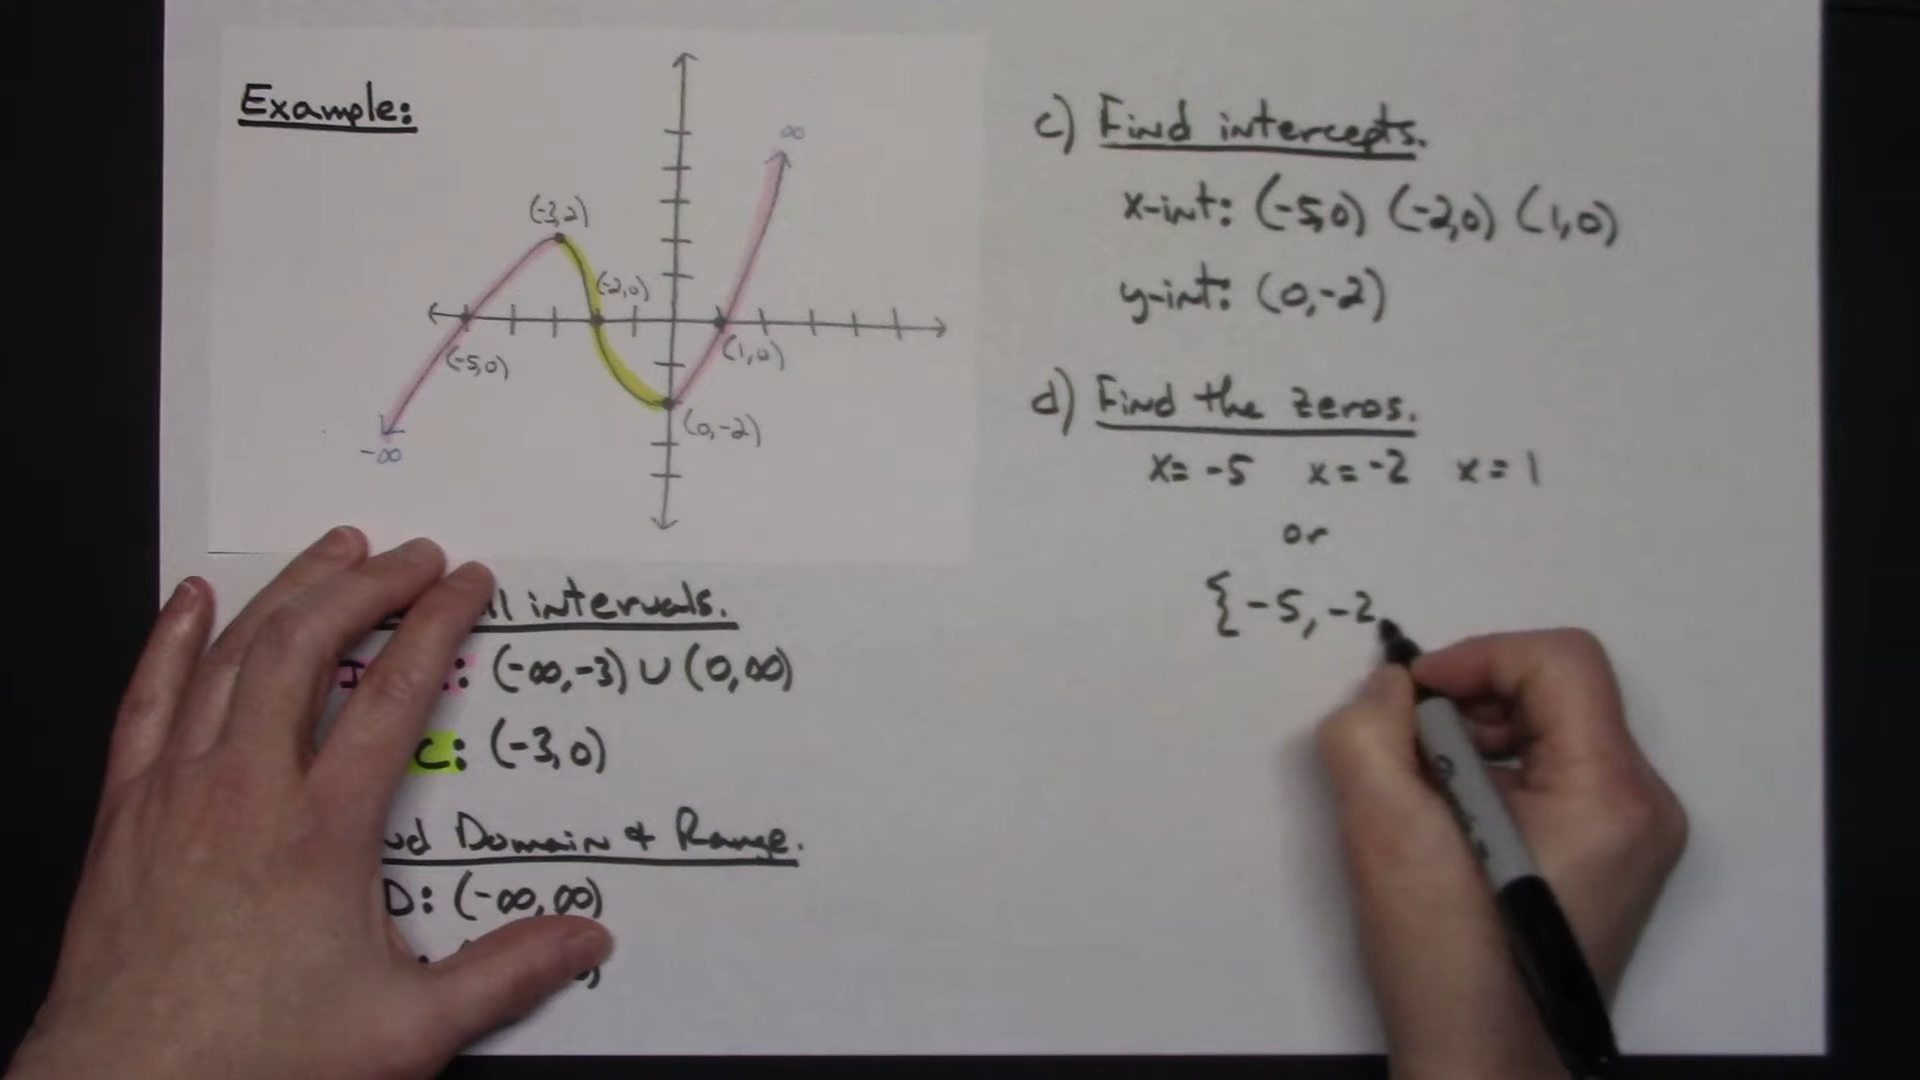 Example:
∞
(-3,2)
(-2,0)
(-5,0)
(1,0)
(0,-2)
-∞
intervals.
: (-∞,-3) ∪ (0,∞)
C: (-3,0)
Domain & Range.
D: (-∞,∞)
c) Find intercepts.
x-int: (-5,0) (-2,0) (1,0)
y-int: (0,-2)
d) Find the zeros.
x = -5 x = -2 x = 1
or
{-5, -2,